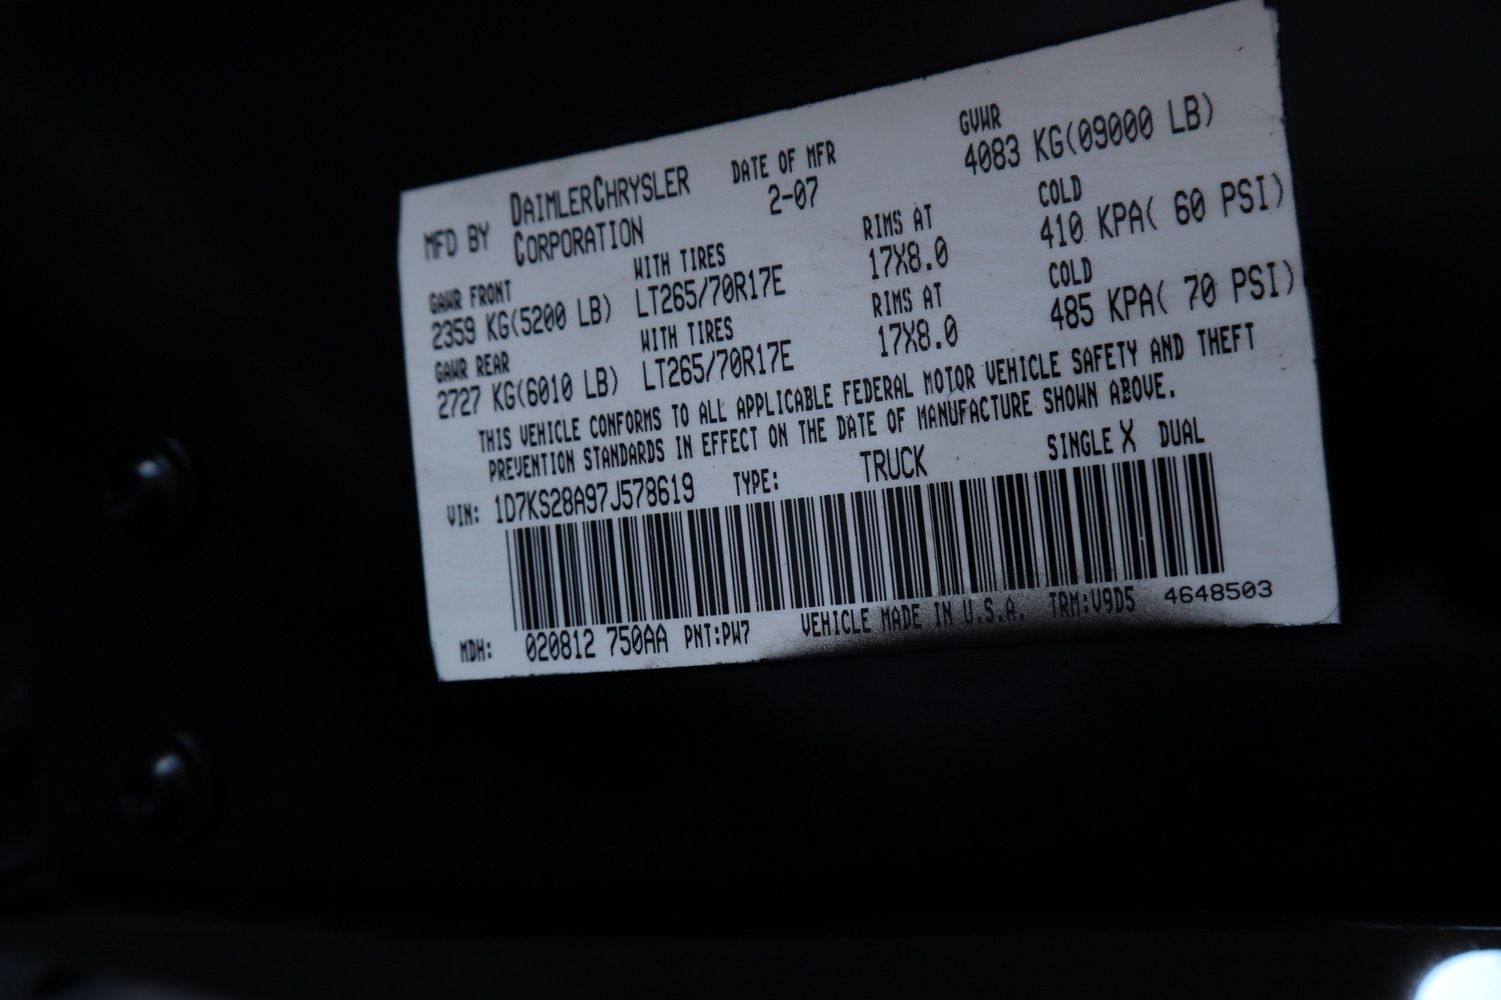 MFD BY DAIMLERCHRYSLER CORPORATION DATE OF MFR 2-07 GVWR 4083 KG(09000 LB)
GAWR FRONT WITH TIRES RIMS AT COLD
2359 KG(5200 LB) LT265/70R17E 17X8.0 410 KPA( 60 PSI)
GAWR REAR WITH TIRES RIMS AT COLD
2727 KG(6010 LB) LT265/70R17E 17X8.0 485 KPA( 70 PSI)
THIS VEHICLE CONFORMS TO ALL APPLICABLE FEDERAL MOTOR VEHICLE SAFETY AND THEFT
PREVENTION STANDARDS IN EFFECT ON THE DATE OF MANUFACTURE SHOWN ABOVE.
VIN: 1D7KS28A97J578619 TYPE: TRUCK SINGLE X DUAL
MDH: 020812 750AA PNT:PW7 VEHICLE MADE IN U.S.A. TRM:V9D5 4648503